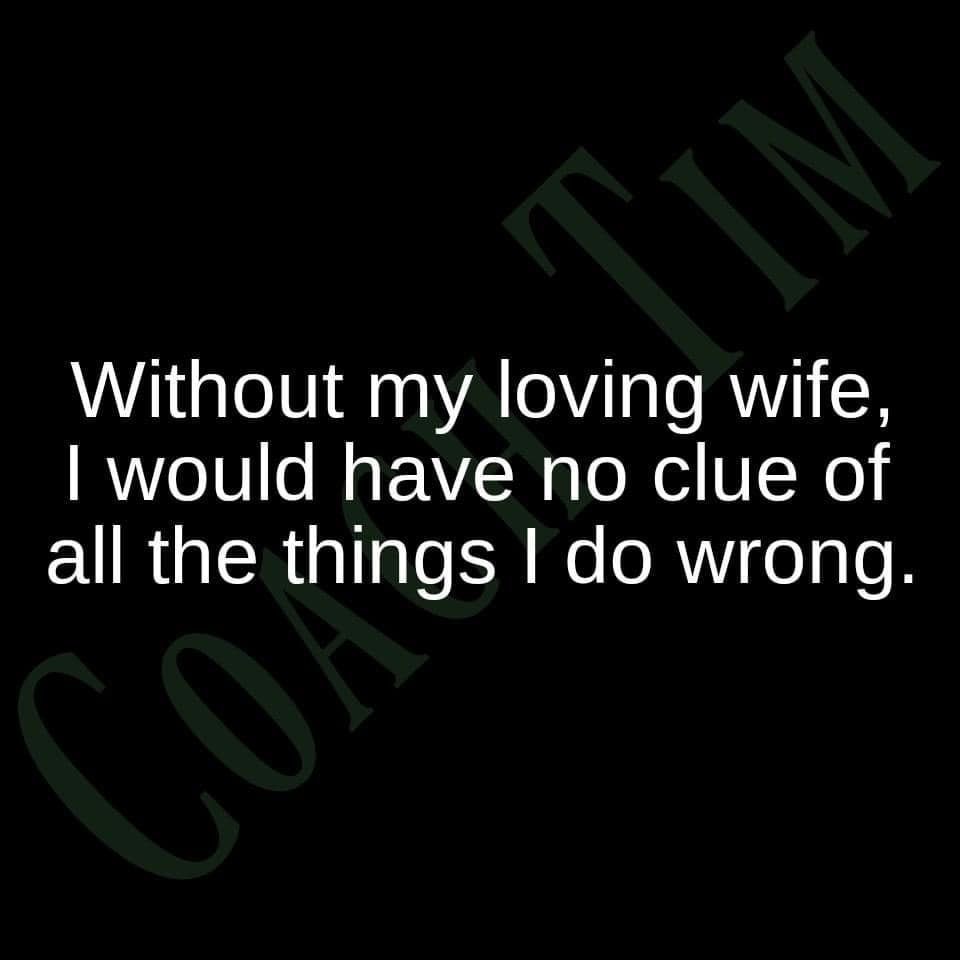 Without my loving wife,
I would have no clue of
all the things I do wrong.
Coach Tim